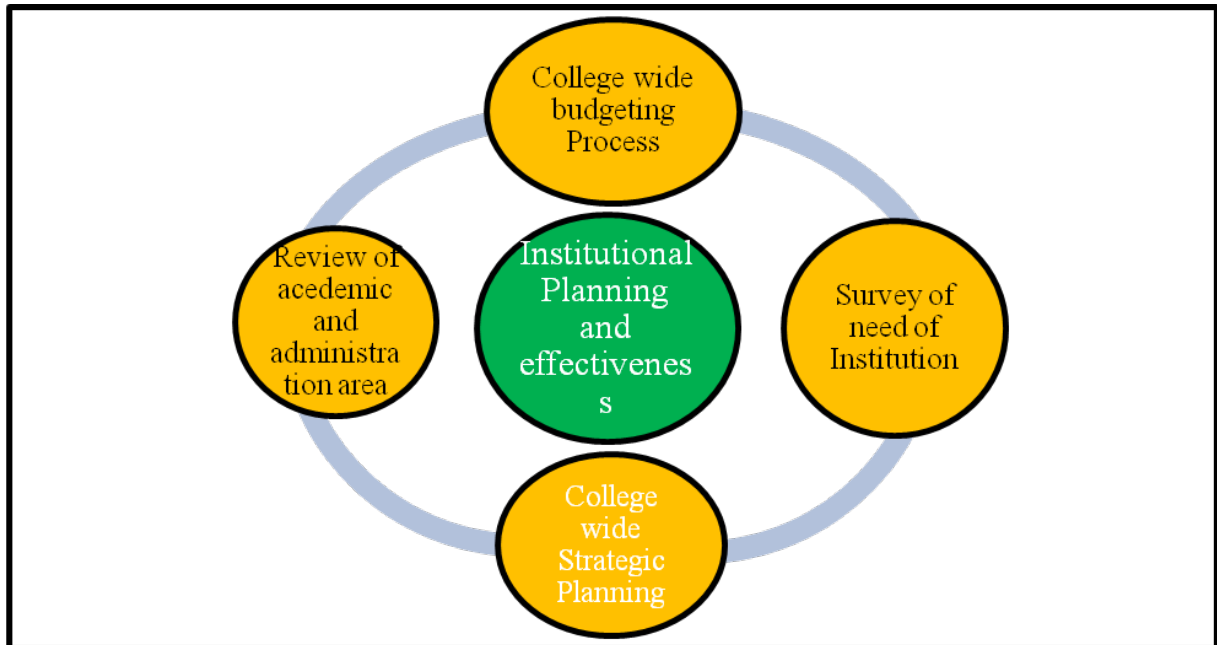 College wide
budgeting
Process
Review of
acedemic
and
administra
tion area
Institutional
Planning
and
effectivenes
s
Survey of
need of
Institution
College
wide
Strategic
Planning